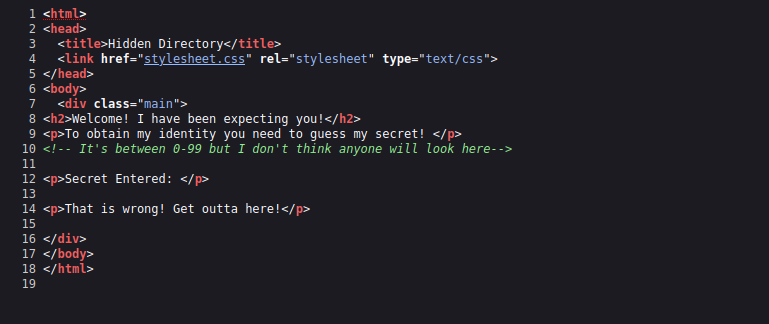 1 <html>
2 <head>
3   <title>Hidden Directory</title>
4   <link href="stylesheet.css" rel="stylesheet" type="text/css">
5 </head>
6 <body>
7   <div class="main">
8 <h2>Welcome! I have been expecting you!</h2>
9 <p>To obtain my identity you need to guess my secret! </p>
10 <!-- It's between 0-99 but I don't think anyone will look here-->
11
12 <p>Secret Entered: </p>
13
14 <p>That is wrong! Get outta here!</p>
15
16 </div>
17 </body>
18 </html>
19